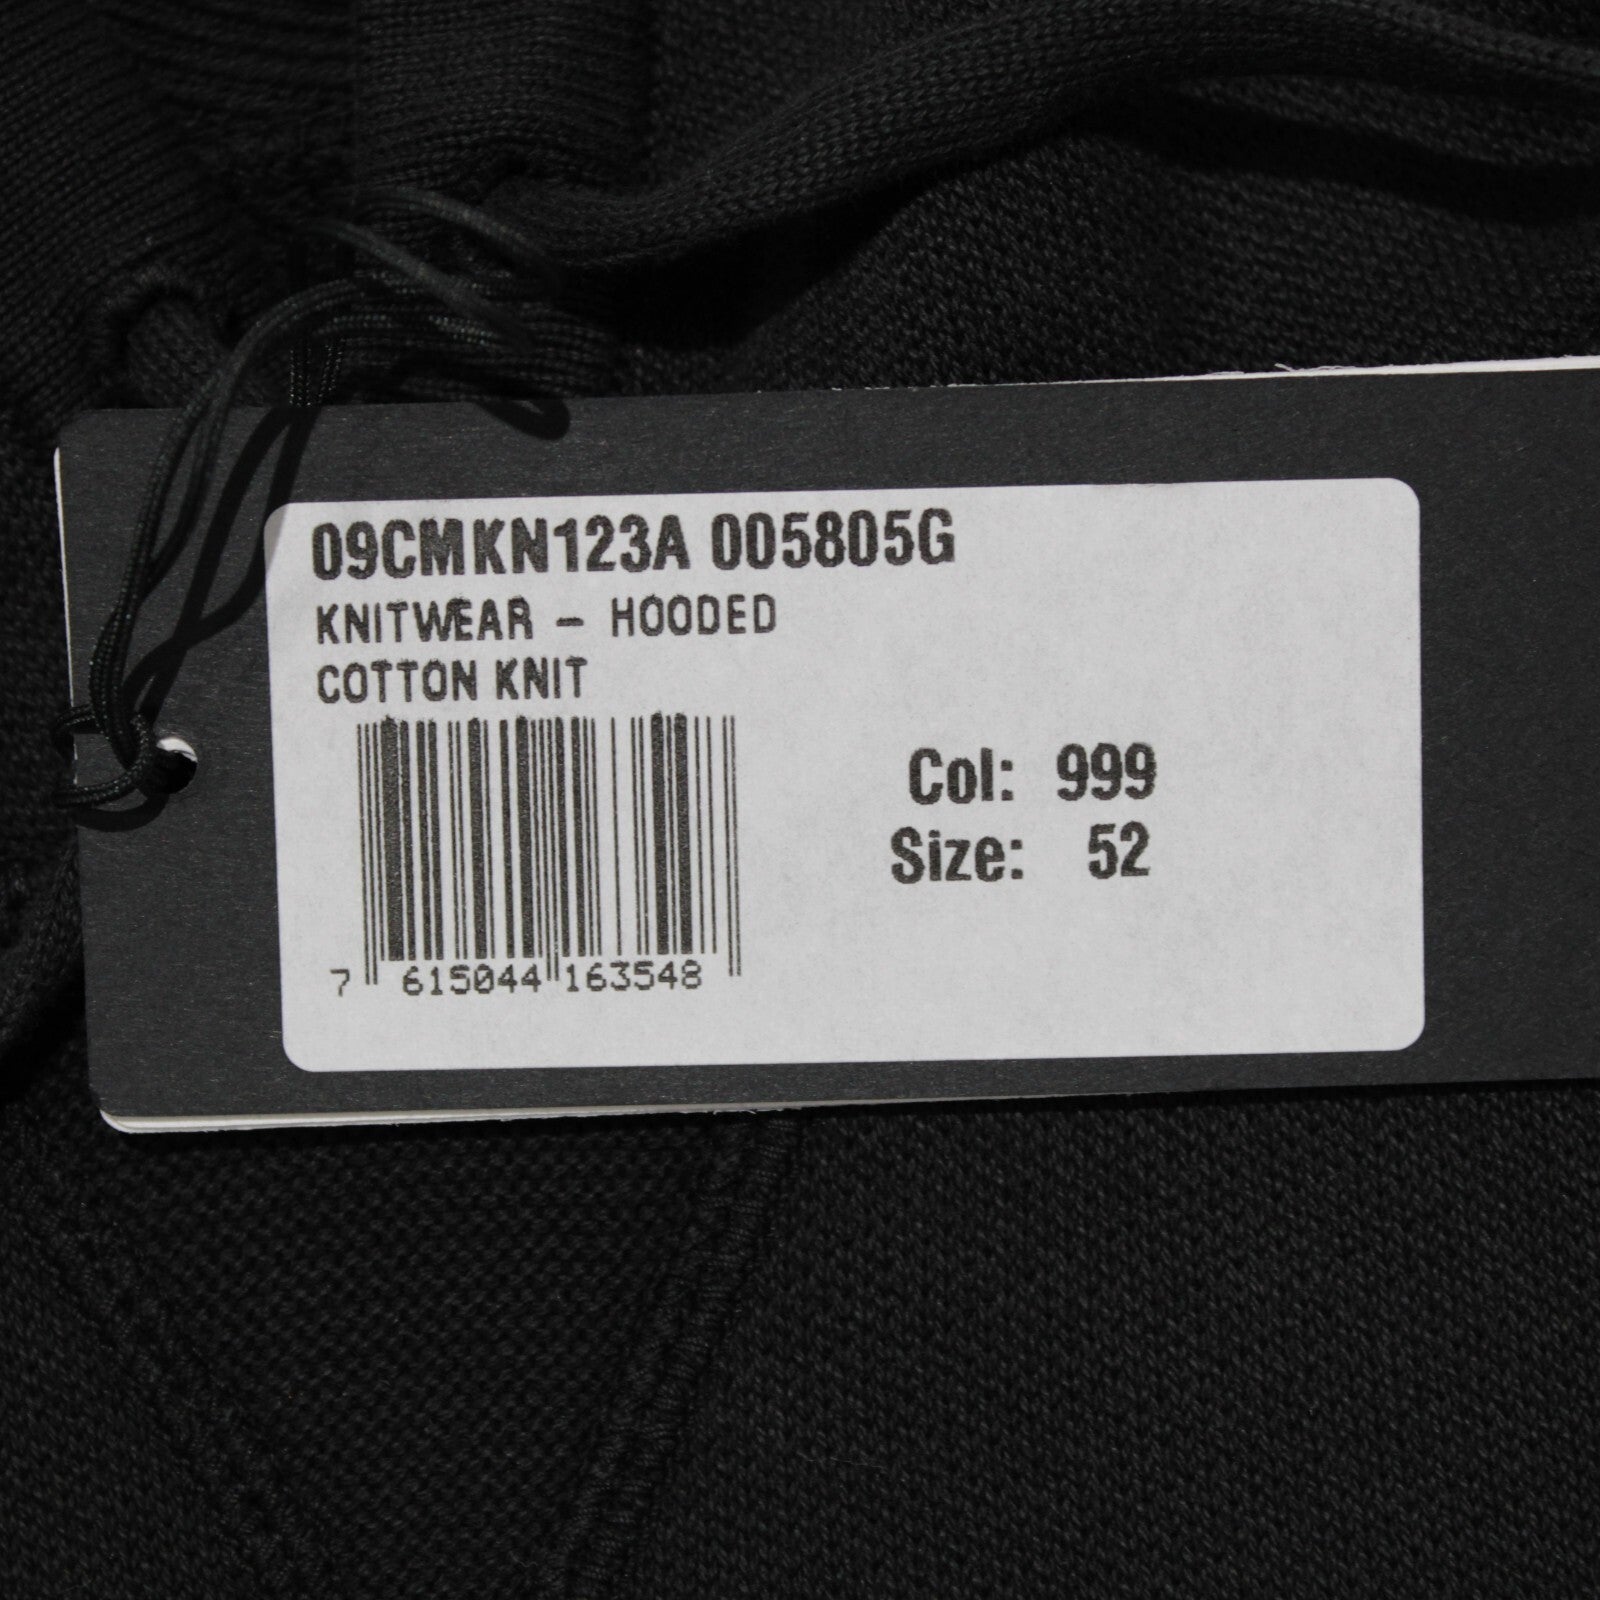 09CMKN123A 005805G
KNITWEAR - HOODED
COTTON KNIT
Col: 999
Size: 52
7 615044 163548